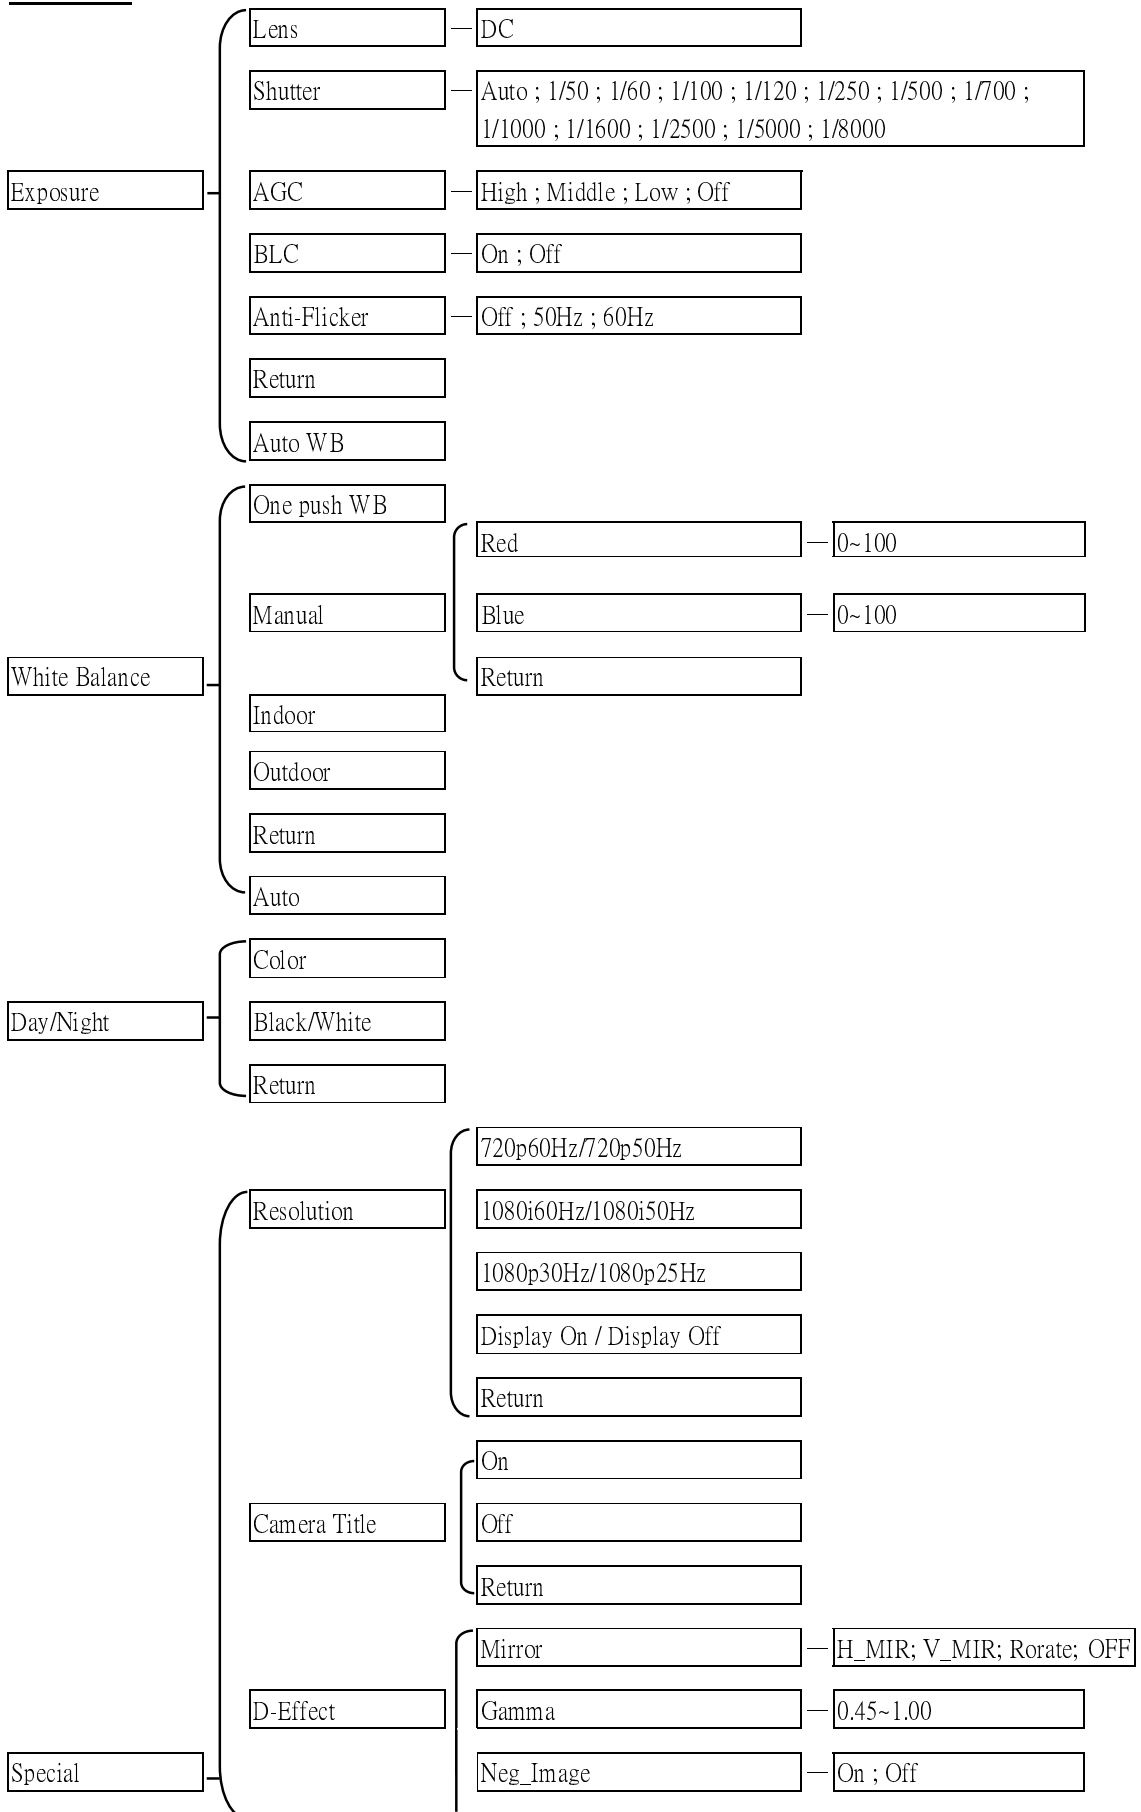 Lens — DC
Shutter — Auto ; 1/50 ; 1/60 ; 1/100 ; 1/120 ; 1/250 ; 1/500 ; 1/700 ;
1/1000 ; 1/1600 ; 1/2500 ; 1/5000 ; 1/8000
Exposure
AGC — High ; Middle ; Low ; Off
BLC — On ; Off
Anti-Flicker — Off ; 50Hz ; 60Hz
Return
Auto WB
One push WB
Red — 0~100
Manual
Blue — 0~100
White Balance
Return
Indoor
Outdoor
Return
Auto
Color
Day/Night
Black/White
Return
720p60Hz/720p50Hz
Resolution
1080i60Hz/1080i50Hz
1080p30Hz/1080p25Hz
Display On / Display Off
Return
On
Camera Title
Off
Return
Mirror — H_MIR; V_MIR; Rorate; OFF
D-Effect
Gamma — 0.45~1.00
Special
Neg_Image — On ; Off